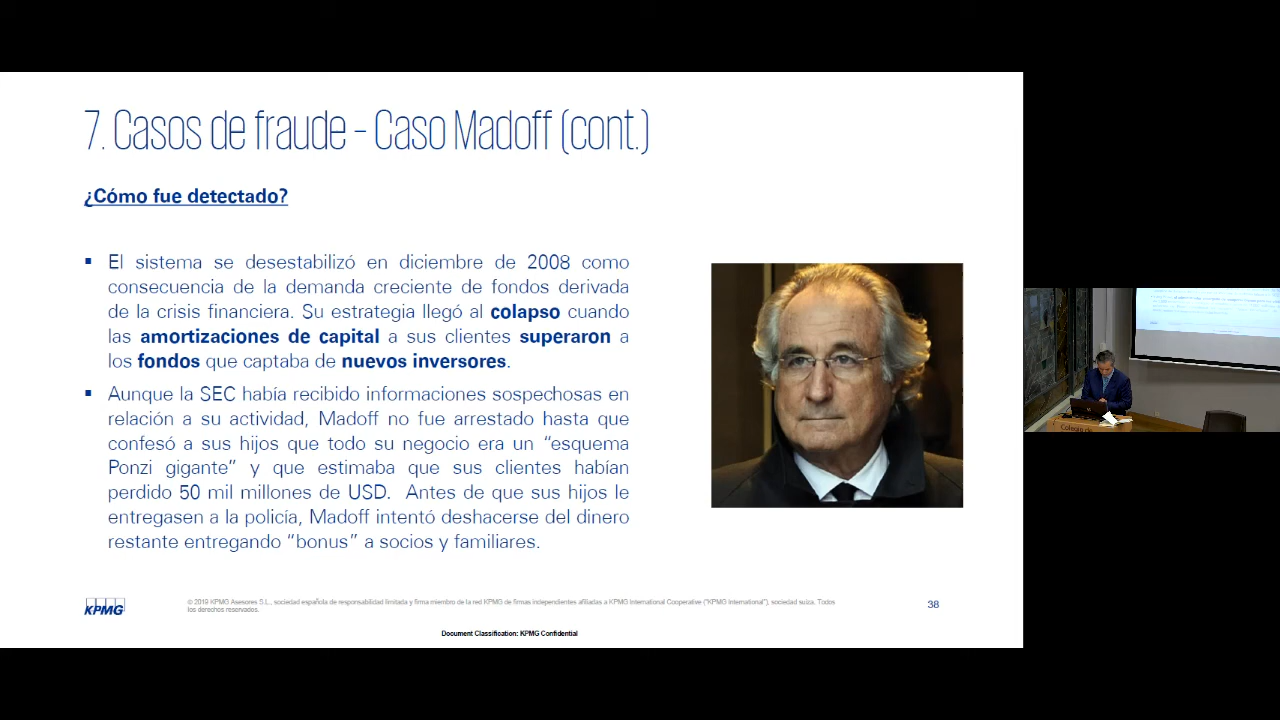 7. Casos de fraude – Caso Madoff (cont.)
¿Cómo fue detectado?
▪ El sistema se desestabilizó en diciembre de 2008 como
consecuencia de la demanda creciente de fondos derivada
de la crisis financiera. Su estrategia llegó al colapso cuando
las amortizaciones de capital a sus clientes superaron a
los fondos que captaba de nuevos inversores.
▪ Aunque la SEC había recibido informaciones sospechosas en
relación a su actividad, Madoff no fue arrestado hasta que
confesó a sus hijos que todo su negocio era un “esquema
Ponzi gigante” y que estimaba que sus clientes habían
perdido 50 mil millones de USD. Antes de que sus hijos le
entregasen a la policía, Madoff intentó deshacerse del dinero
restante entregando “bonus” a socios y familiares.
KPMG
© 2019 KPMG Asesores S.L., sociedad española de responsabilidad limitada y firma miembro de la red KPMG de firmas independientes afiliadas a KPMG International Cooperative (“KPMG International”), sociedad suiza. Todos
los derechos reservados.
38
Document Classification: KPMG Confidential
Colegio de